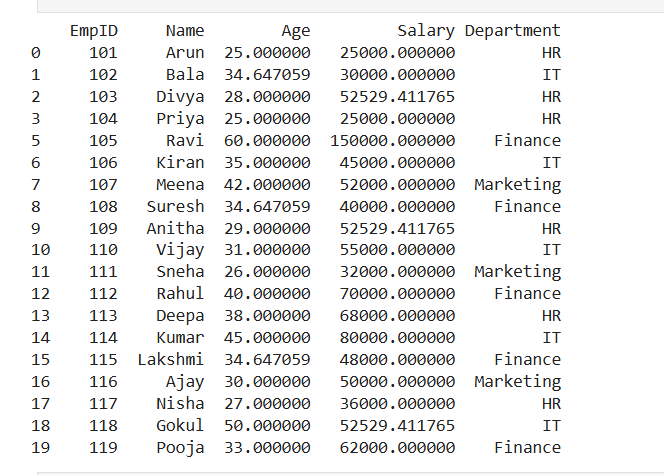 EmpID Name Age Salary Department
0 101 Arun 25.000000 25000.000000 HR
1 102 Bala 34.647059 30000.000000 IT
2 103 Divya 28.000000 52529.411765 HR
3 104 Priya 25.000000 25000.000000 HR
5 105 Ravi 60.000000 150000.000000 Finance
6 106 Kiran 35.000000 45000.000000 IT
7 107 Meena 42.000000 52000.000000 Marketing
8 108 Suresh 34.647059 40000.000000 Finance
9 109 Anitha 29.000000 52529.411765 HR
10 110 Vijay 31.000000 55000.000000 IT
11 111 Sneha 26.000000 32000.000000 Marketing
12 112 Rahul 40.000000 70000.000000 Finance
13 113 Deepa 38.000000 68000.000000 HR
14 114 Kumar 45.000000 80000.000000 IT
15 115 Lakshmi 34.647059 48000.000000 Finance
16 116 Ajay 30.000000 50000.000000 Marketing
17 117 Nisha 27.000000 36000.000000 HR
18 118 Gokul 50.000000 52529.411765 IT
19 119 Pooja 33.000000 62000.000000 Finance